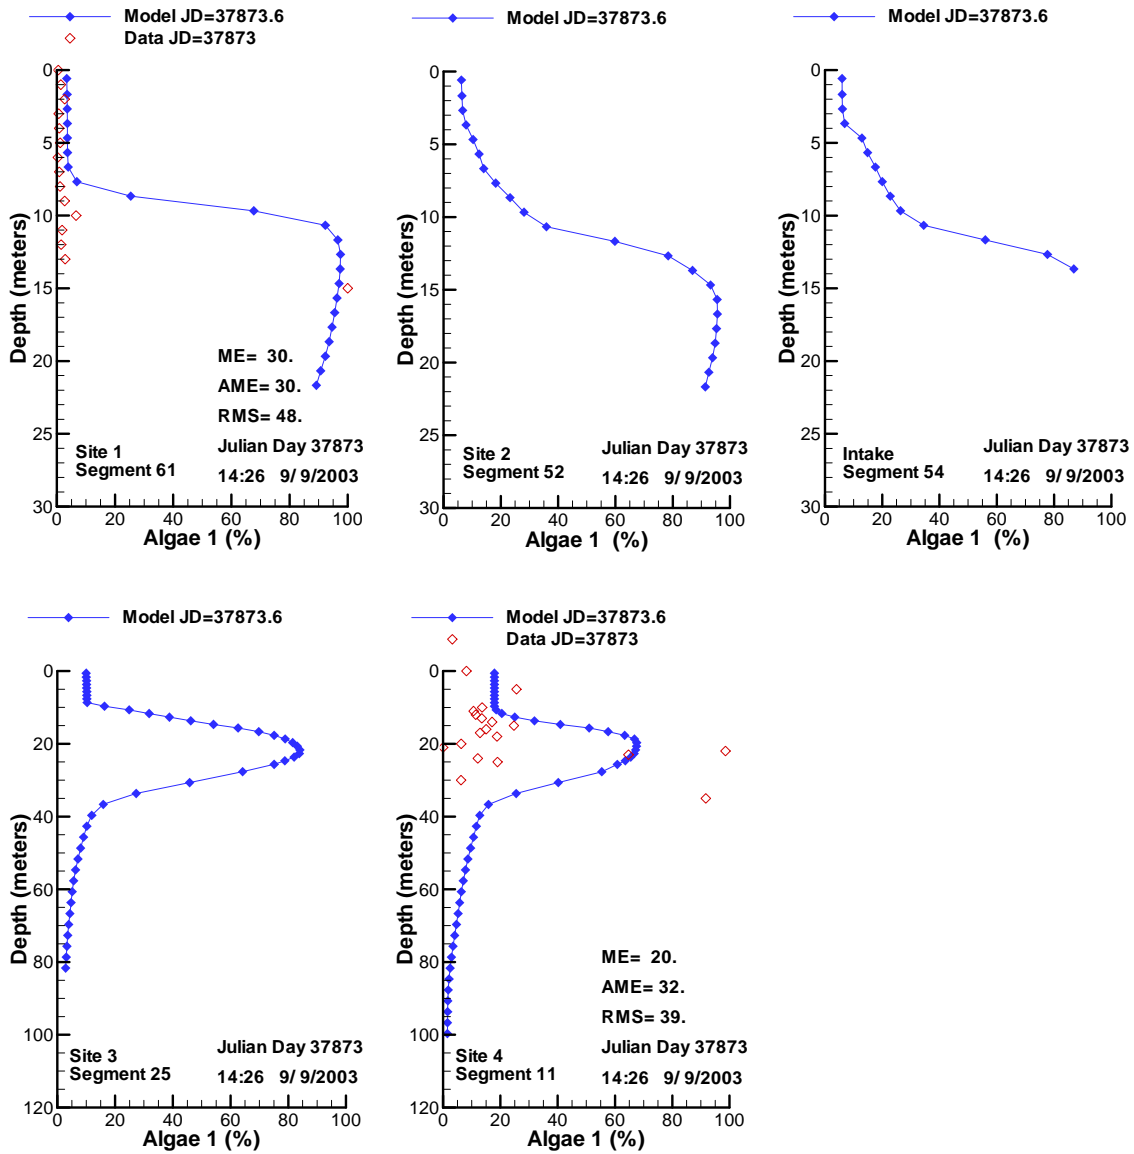 Model JD=37873.6
Data JD=37873
0
5
10
15
20
25
30
Depth (meters)
ME= 30.
AME= 30.
RMS= 48.
Site 1
Segment 61
Julian Day 37873
14:26 9/ 9/2003
0 20 40 60 80 100
Algae 1 (%)
Model JD=37873.6
0
5
10
15
20
25
30
Depth (meters)
Site 2
Segment 52
Julian Day 37873
14:26 9/ 9/2003
0 20 40 60 80 100
Algae 1 (%)
Model JD=37873.6
0
5
10
15
20
25
30
Depth (meters)
Intake
Segment 54
Julian Day 37873
14:26 9/ 9/2003
0 20 40 60 80 100
Algae 1 (%)
Model JD=37873.6
0
20
40
60
80
100
120
Depth (meters)
Site 3
Segment 25
Julian Day 37873
14:26 9/ 9/2003
0 20 40 60 80 100
Algae 1 (%)
Model JD=37873.6
Data JD=37873
0
20
40
60
80
100
120
Depth (meters)
ME= 20.
AME= 32.
RMS= 39.
Site 4
Segment 11
Julian Day 37873
14:26 9/ 9/2003
0 20 40 60 80 100
Algae 1 (%)